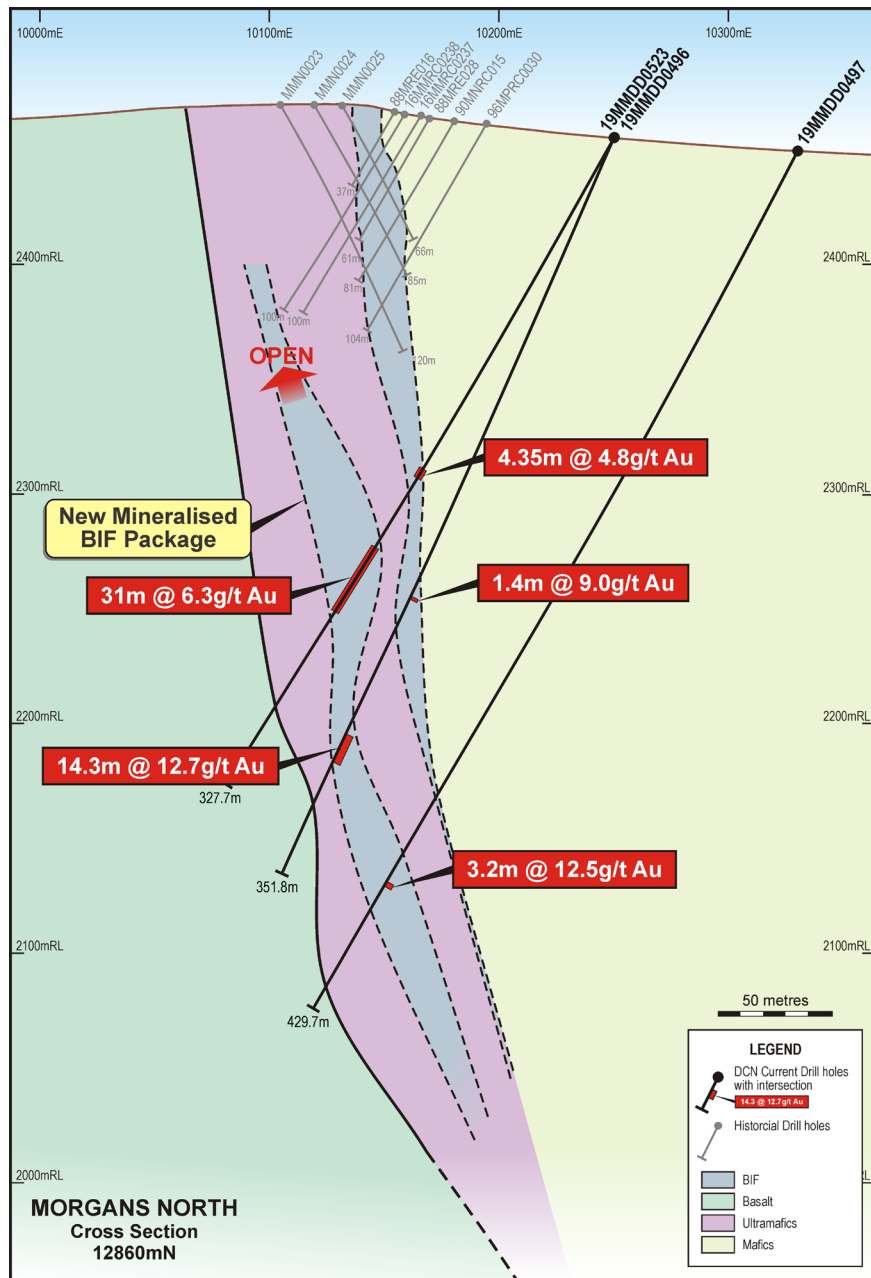 10000mE
10100mE
10200mE
10300mE
MMN0023
MMN0024
MMN0025
88MRE016
16MMRC0238
16MMRC0237
88MRE028
90MNRC015
96MPRC0030
19MMDD0523
19MMDD0496
19MMDD0497
37m
61m
66m
81m
85m
2400mRL
2400mRL
100m
100m
104m
120m
OPEN
4.35m @ 4.8g/t Au
2300mRL
2300mRL
New Mineralised
BIF Package
31m @ 6.3g/t Au
1.4m @ 9.0g/t Au
2200mRL
2200mRL
14.3m @ 12.7g/t Au
327.7m
351.8m
3.2m @ 12.5g/t Au
2100mRL
2100mRL
429.7m
50 metres
LEGEND
DCN Current Drill holes
with intersection
14.3 @ 12.7g/t Au
Historcial Drill holes
BIF
Basalt
Ultramafics
Mafics
2000mRL
2000mRL
MORGANS NORTH
Cross Section
12860mN